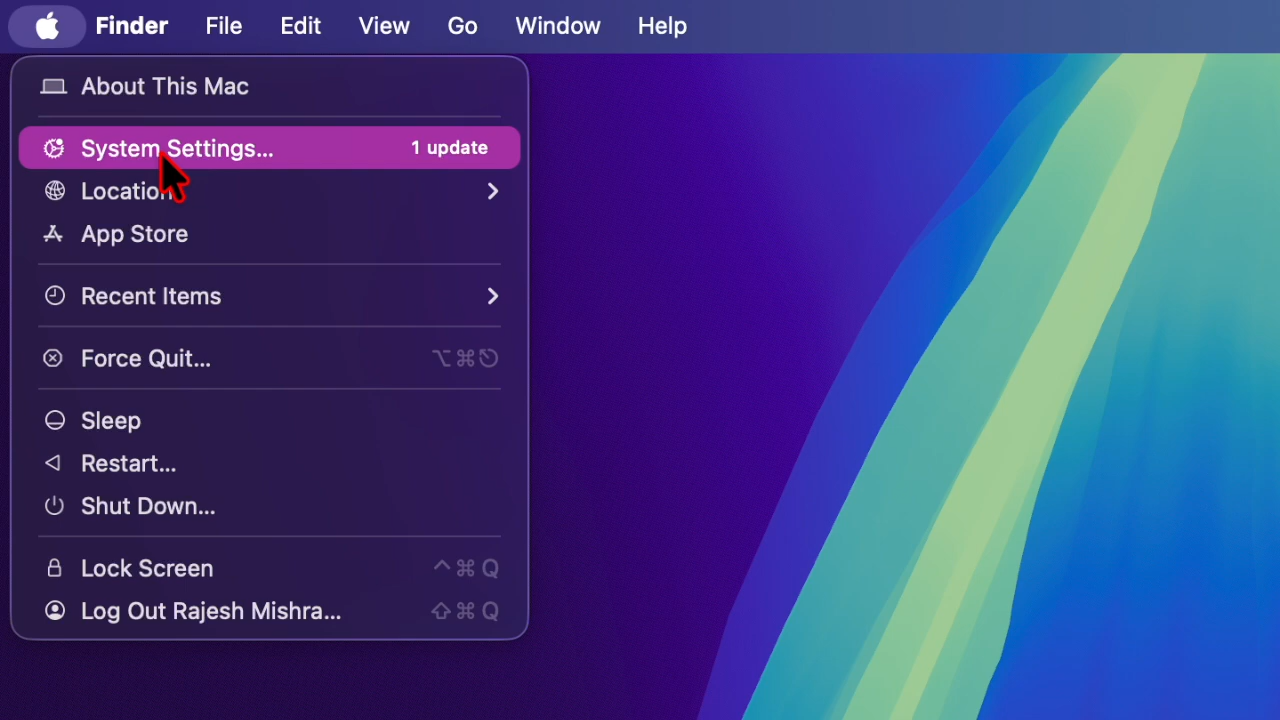 Finder File Edit View Go Window Help
About This Mac
System Settings... 1 update
Location
App Store
Recent Items
Force Quit... ⌥⌘⎋
Sleep
Restart...
Shut Down...
Lock Screen ^⌘Q
Log Out Rajesh Mishra... ⇧⌘Q